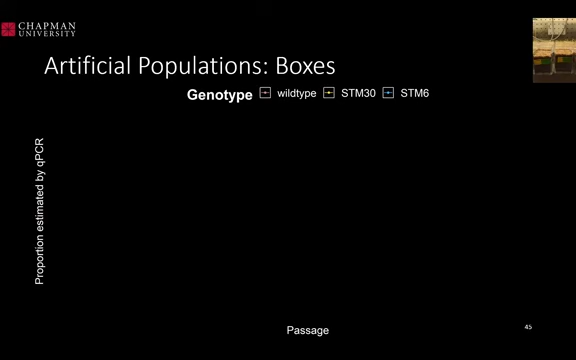 CHAPMAN
UNIVERSITY
Artificial Populations: Boxes
Genotype wildtype STM30 STM6
Proportion estimated by qPCR
Passage
45